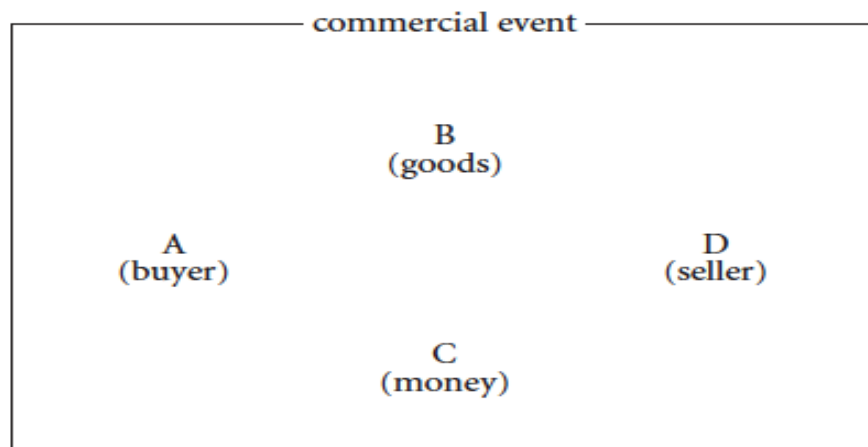 commercial event
B
(goods)
A
(buyer)
D
(seller)
C
(money)